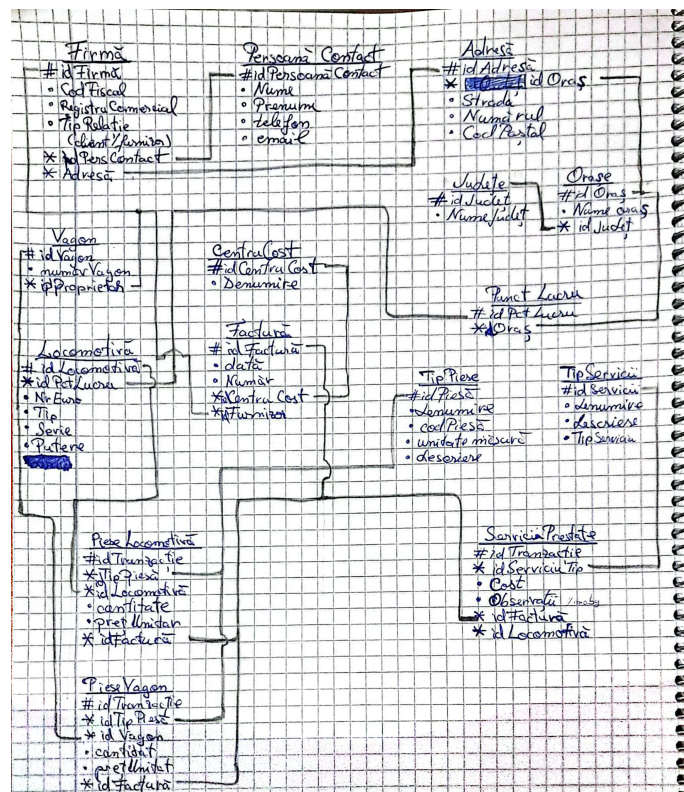 Firmă
# id Firmă
• Cod Fiscal
• Registru Comercial
• Tip Relație
(client/furnizor)
* id Pers Contact
* Adresă
Persoană Contact
# id Persoană Contact
• Nume
• Prenume
• telefon
• email
Adresă
# id Adresă
* id Oraș
• Stradă
• Numărul
• Cod Poștal
Județe
# id Județ
• Nume Județ
Orașe
# id Oraș
• Nume oraș
* id Județ
Vagon
# id Vagon
• număr Vagon
* id Proprietar
Centru Cost
# id Centru Cost
• Denumire
Punct Lucru
# id Pct Lucru
* Oraș
Locomotivă
# id Locomotivă
* id Pct Lucru
• Nr Euro
• Tip
• Serie
• Putere
Factură
# id Factură
• dată
• Număr
* Centru Cost
* Furnizor
Tip Piese
# id Piesă
• Denumire
• cod Piesă
• unitate măsură
• descriere
Tip Servicii
# id Servicii
• denumire
• descriere
• Tip Serviciu
Piese Locomotivă
# id Tranzactie
* Tip Piesă
* id Locomotivă
• cantitate
• preț Unitar
* id Factură
Servicii Prestate
# id Tranzactie
* id Serviciu Tip
• Cost
• Observații
* id Factură
* id Locomotivă
Piese Vagon
# id Tranzacție
* id Tip Piesă
* id Vagon
• cantitat
• preț Unitat
* id Factură